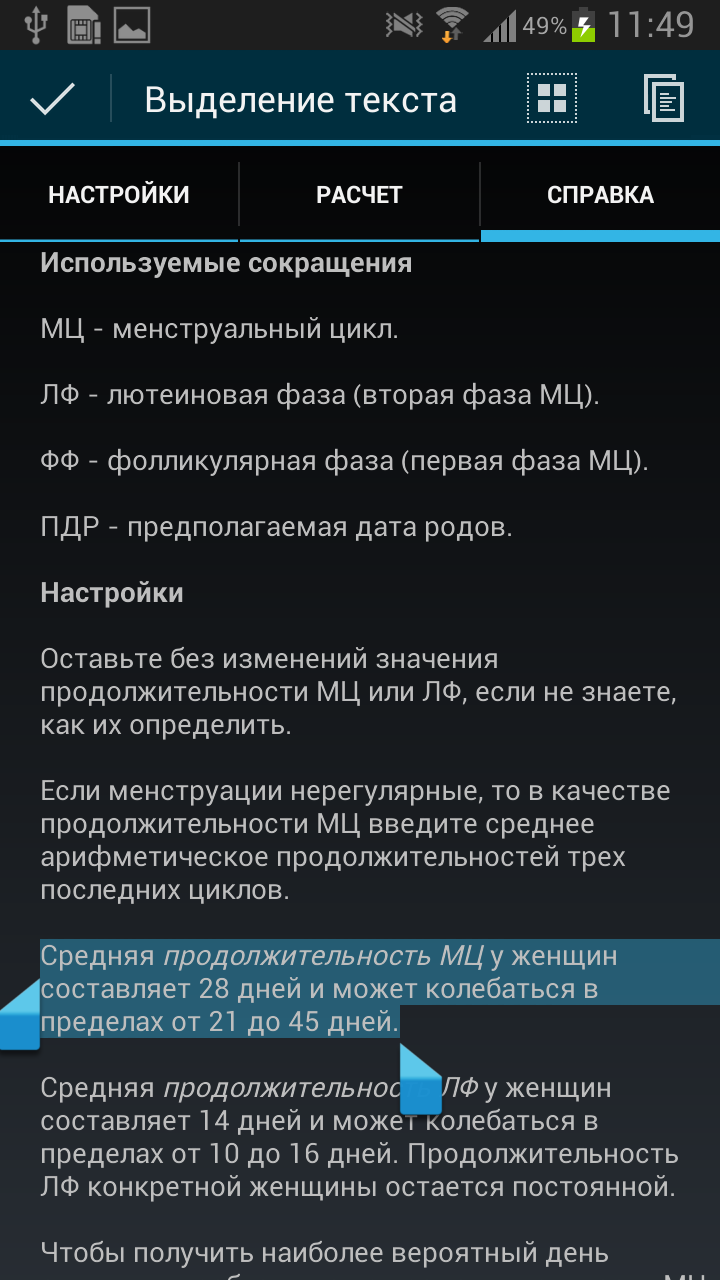 49% 11:49
Выделение текста
НАСТРОЙКИ РАСЧЕТ СПРАВКА
Используемые сокращения
МЦ - менструальный цикл.
ЛФ - лютеиновая фаза (вторая фаза МЦ).
ФФ - фолликулярная фаза (первая фаза МЦ).
ПДР - предполагаемая дата родов.
Настройки
Оставьте без изменений значения
продолжительности МЦ или ЛФ, если не знаете,
как их определить.
Если менструации нерегулярные, то в качестве
продолжительности МЦ введите среднее
арифметическое продолжительностей трех
последних циклов.
Средняя продолжительность МЦ у женщин
составляет 28 дней и может колебаться в
пределах от 21 до 45 дней.
Средняя продолжительность ЛФ у женщин
составляет 14 дней и может колебаться в
пределах от 10 до 16 дней. Продолжительность
ЛФ конкретной женщины остается постоянной.
Чтобы получить наиболее вероятный день